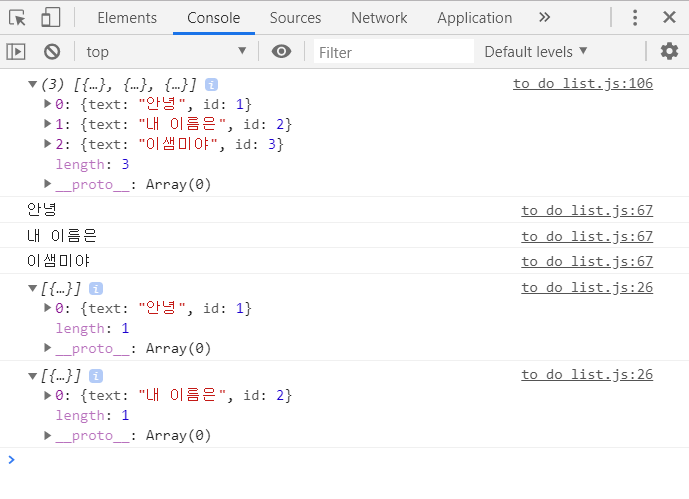 Elements Console Sources Network Application »
top Filter Default levels
(3) [{…}, {…}, {…}] i to do list.js:106
0: {text: "안녕", id: 1}
1: {text: "내 이름은", id: 2}
2: {text: "이쌤미야", id: 3}
length: 3
__proto__: Array(0)
안녕 to do list.js:67
내 이름은 to do list.js:67
이쌤미야 to do list.js:67
[{…}] i to do list.js:26
0: {text: "안녕", id: 1}
length: 1
__proto__: Array(0)
[{…}] i to do list.js:26
0: {text: "내 이름은", id: 2}
length: 1
__proto__: Array(0)
>